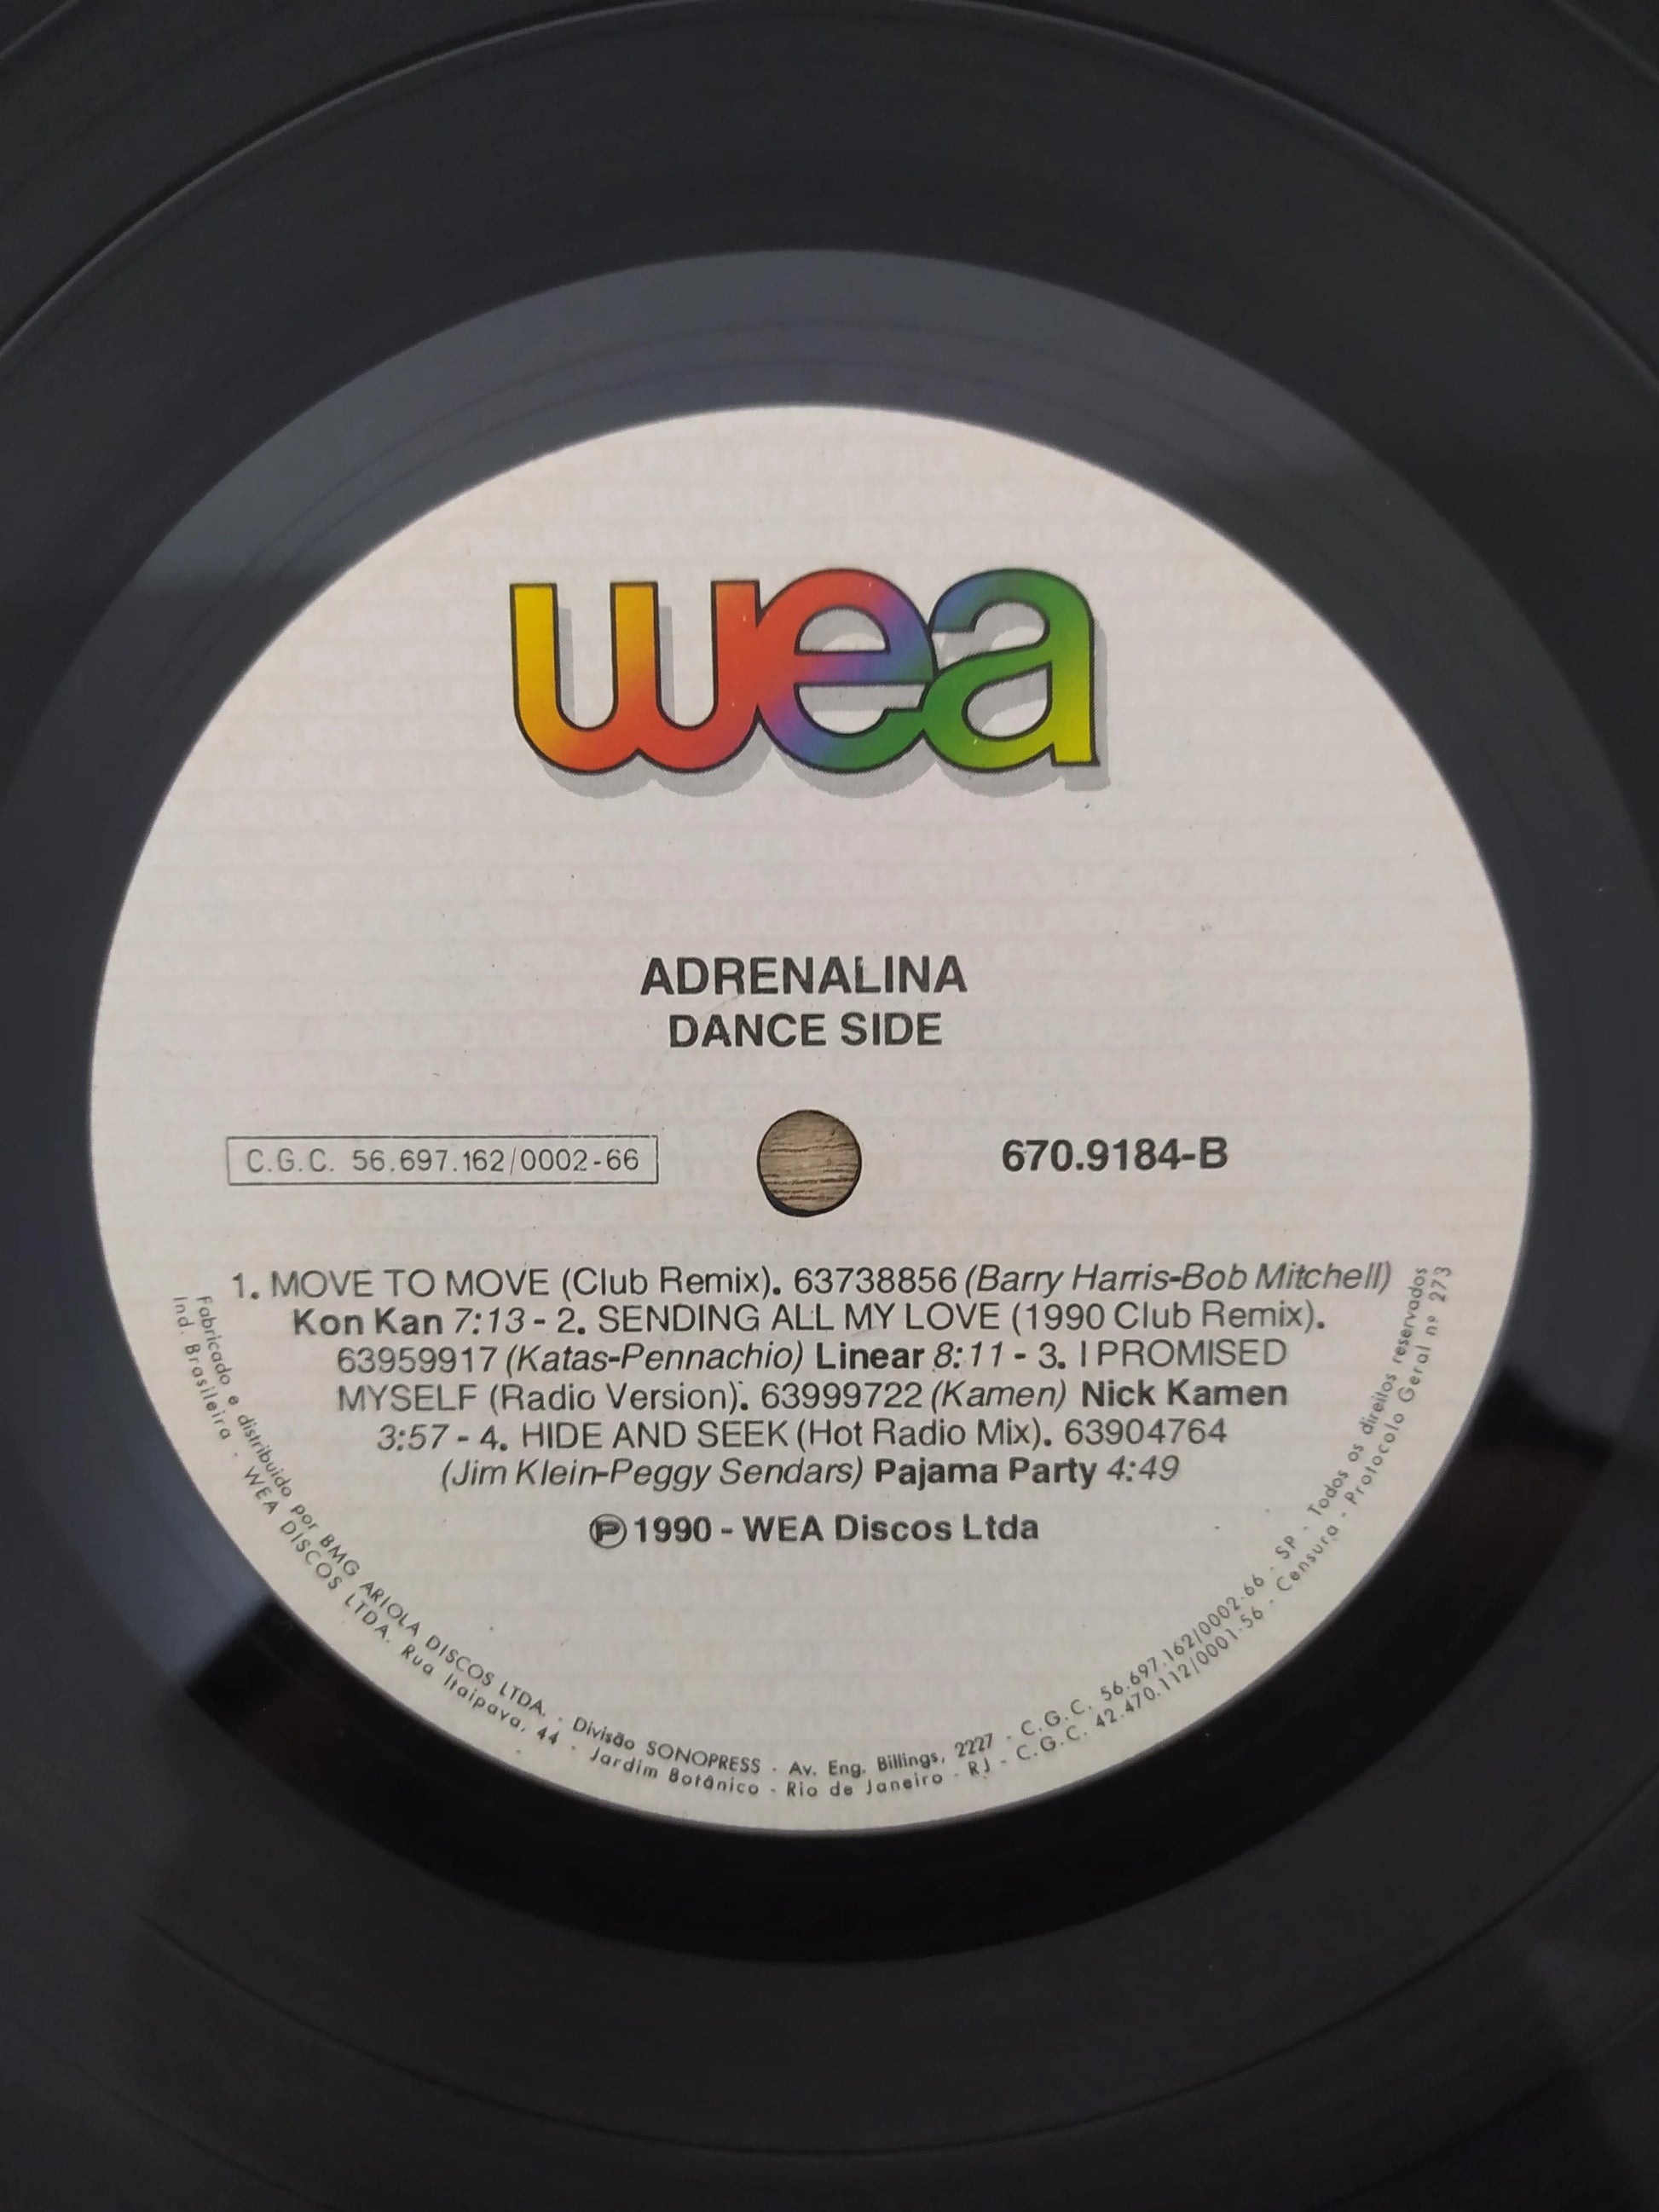 wea
ADRENALINA
DANCE SIDE
C.G.C. 56.697.162/0002-66
670.9184-B
1. MOVE TO MOVE (Club Remix). 63738856 (Barry Harris-Bob Mitchell)
Kon Kan 7:13 - 2. SENDING ALL MY LOVE (1990 Club Remix).
63959917 (Katas-Pennachio) Linear 8:11 - 3. I PROMISED
MYSELF (Radio Version). 63999722 (Kamen) Nick Kamen
3:57 - 4. HIDE AND SEEK (Hot Radio Mix). 63904764
(Jim Klein-Peggy Sendars) Pajama Party 4:49
Ⓟ 1990 - WEA Discos Ltda
Fabricado e distribuido por BMG ARIOLA DISCOS LTDA. - Divisão SONOPRESS - Av. Eng. Billings, 2227 - C.G.C. 56.697.162/0002-66 - SP - Todos os direitos reservados
Ind. Brasileira - WEA DISCOS LTDA. Rua Itaipava, 44 - Jardim Botânico - Rio de Janeiro - RJ - C.G.C. 42.470.112/0001-56 - Censura - Protocolo Geral nº 273